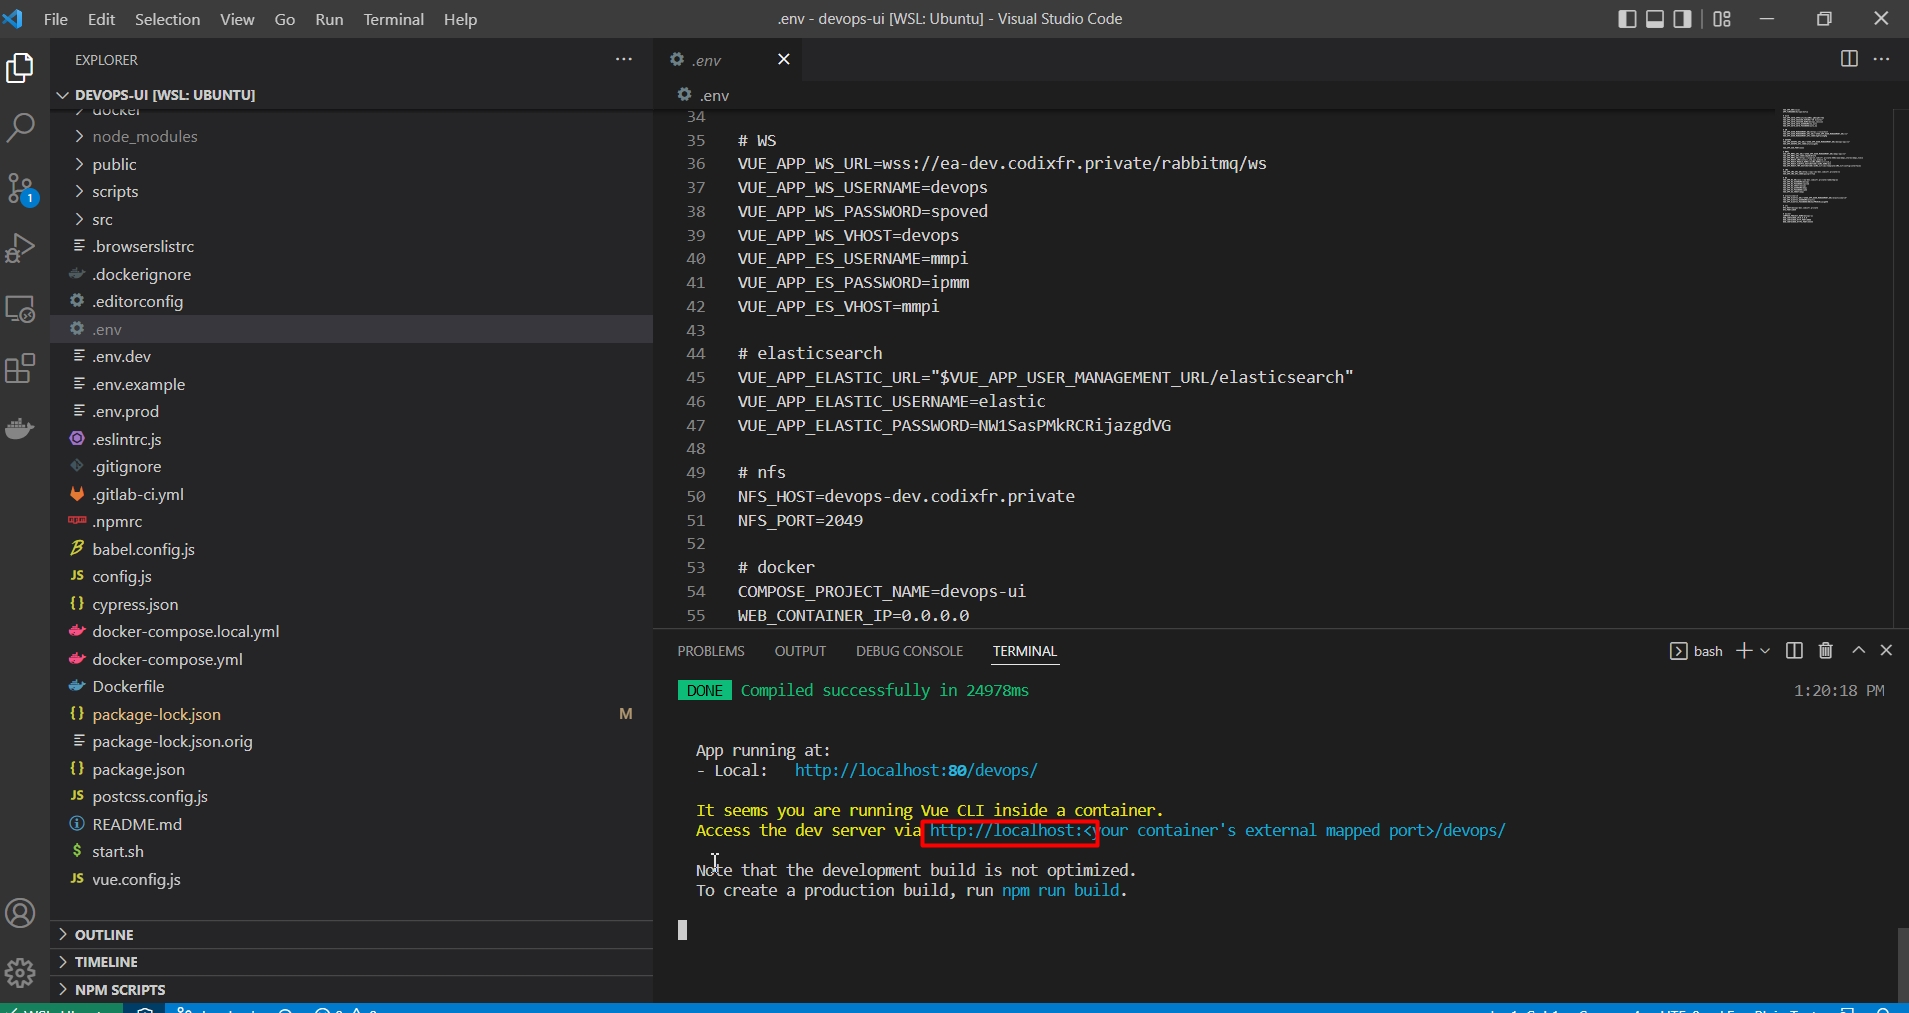 File Edit Selection View Go Run Terminal Help
.env - devops-ui [WSL: Ubuntu] - Visual Studio Code
EXPLORER
DEVOPS-UI [WSL: UBUNTU]
docker
node_modules
public
scripts
src
.browserslistrc
.dockerignore
.editorconfig
.env
.env.dev
.env.example
.env.prod
.eslintrc.js
.gitignore
.gitlab-ci.yml
.npmrc
babel.config.js
JS config.js
{} cypress.json
docker-compose.local.yml
docker-compose.yml
Dockerfile
{} package-lock.json M
package-lock.json.orig
{} package.json
JS postcss.config.js
README.md
$ start.sh
JS vue.config.js
OUTLINE
TIMELINE
NPM SCRIPTS
1
.env
.env
34
35 # WS
36 VUE_APP_WS_URL=wss://ea-dev.codixfr.private/rabbitmq/ws
37 VUE_APP_WS_USERNAME=devops
38 VUE_APP_WS_PASSWORD=spoved
39 VUE_APP_WS_VHOST=devops
40 VUE_APP_ES_USERNAME=mmpi
41 VUE_APP_ES_PASSWORD=ipmm
42 VUE_APP_ES_VHOST=mmpi
43
44 # elasticsearch
45 VUE_APP_ELASTIC_URL="$VUE_APP_USER_MANAGEMENT_URL/elasticsearch"
46 VUE_APP_ELASTIC_USERNAME=elastic
47 VUE_APP_ELASTIC_PASSWORD=NW1SasPMkRCRijazgdVG
48
49 # nfs
50 NFS_HOST=devops-dev.codixfr.private
51 NFS_PORT=2049
52
53 # docker
54 COMPOSE_PROJECT_NAME=devops-ui
55 WEB_CONTAINER_IP=0.0.0.0
PROBLEMS OUTPUT DEBUG CONSOLE TERMINAL
bash
DONE Compiled successfully in 24978ms 1:20:18 PM
App running at:
- Local: http://localhost:80/devops/
It seems you are running Vue CLI inside a container.
Access the dev server via http://localhost:<your container's external mapped port>/devops/
Note that the development build is not optimized.
To create a production build, run npm run build.